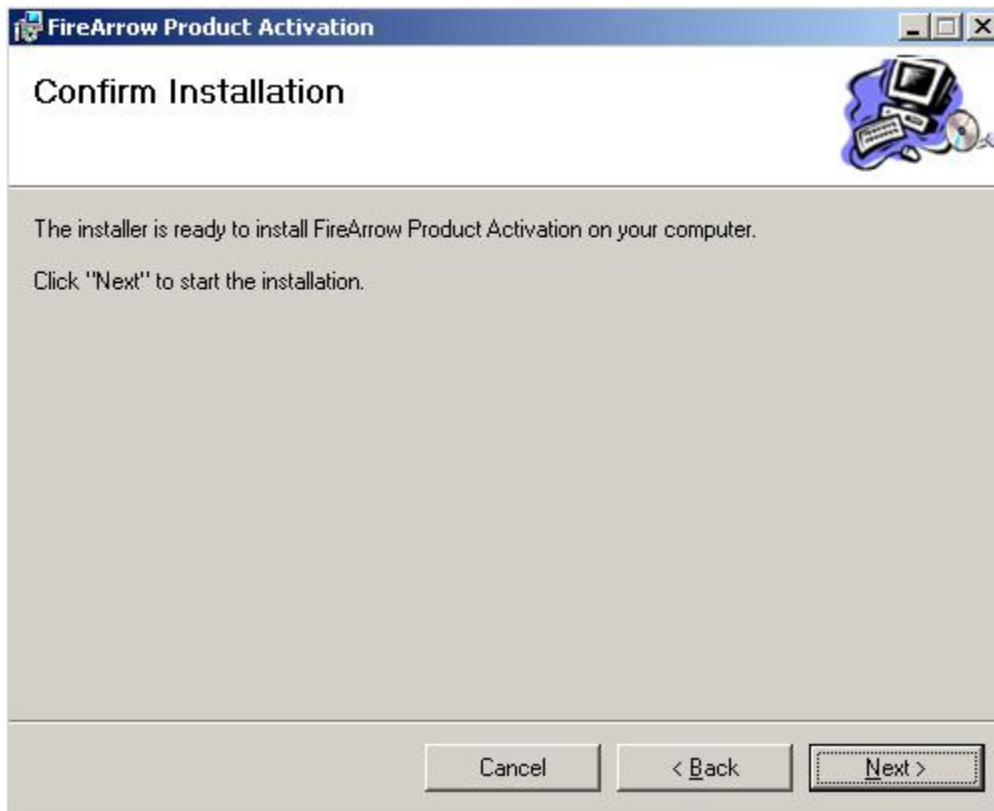 FireArrow Product Activation
Confirm Installation
The installer is ready to install FireArrow Product Activation on your computer.
Click "Next" to start the installation.
Cancel
< Back
Next >